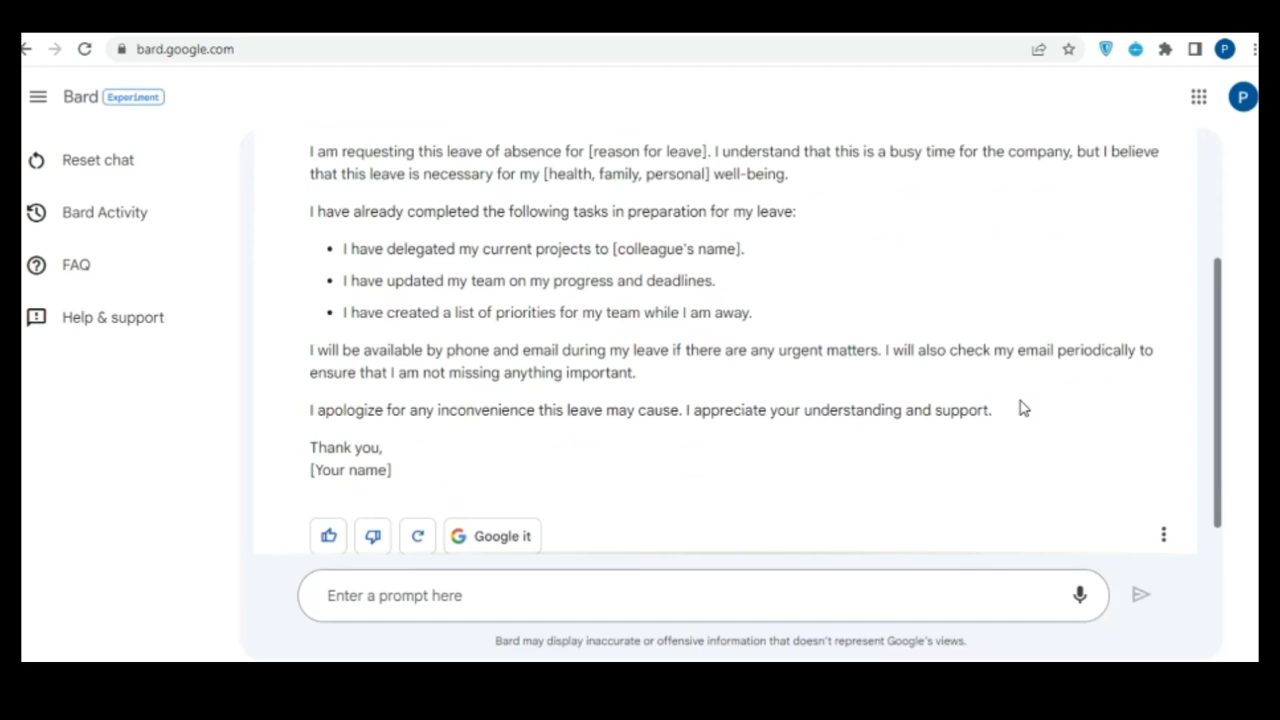 bard.google.com
P
Bard Experiment
P
Reset chat
Bard Activity
FAQ
Help & support
I am requesting this leave of absence for [reason for leave]. I understand that this is a busy time for the company, but I believe
that this leave is necessary for my [health, family, personal] well-being.
I have already completed the following tasks in preparation for my leave:
• I have delegated my current projects to [colleague's name].
• I have updated my team on my progress and deadlines.
• I have created a list of priorities for my team while I am away.
I will be available by phone and email during my leave if there are any urgent matters. I will also check my email periodically to
ensure that I am not missing anything important.
I apologize for any inconvenience this leave may cause. I appreciate your understanding and support.
Thank you,
[Your name]
Google it
Enter a prompt here
Bard may display inaccurate or offensive information that doesn't represent Google's views.